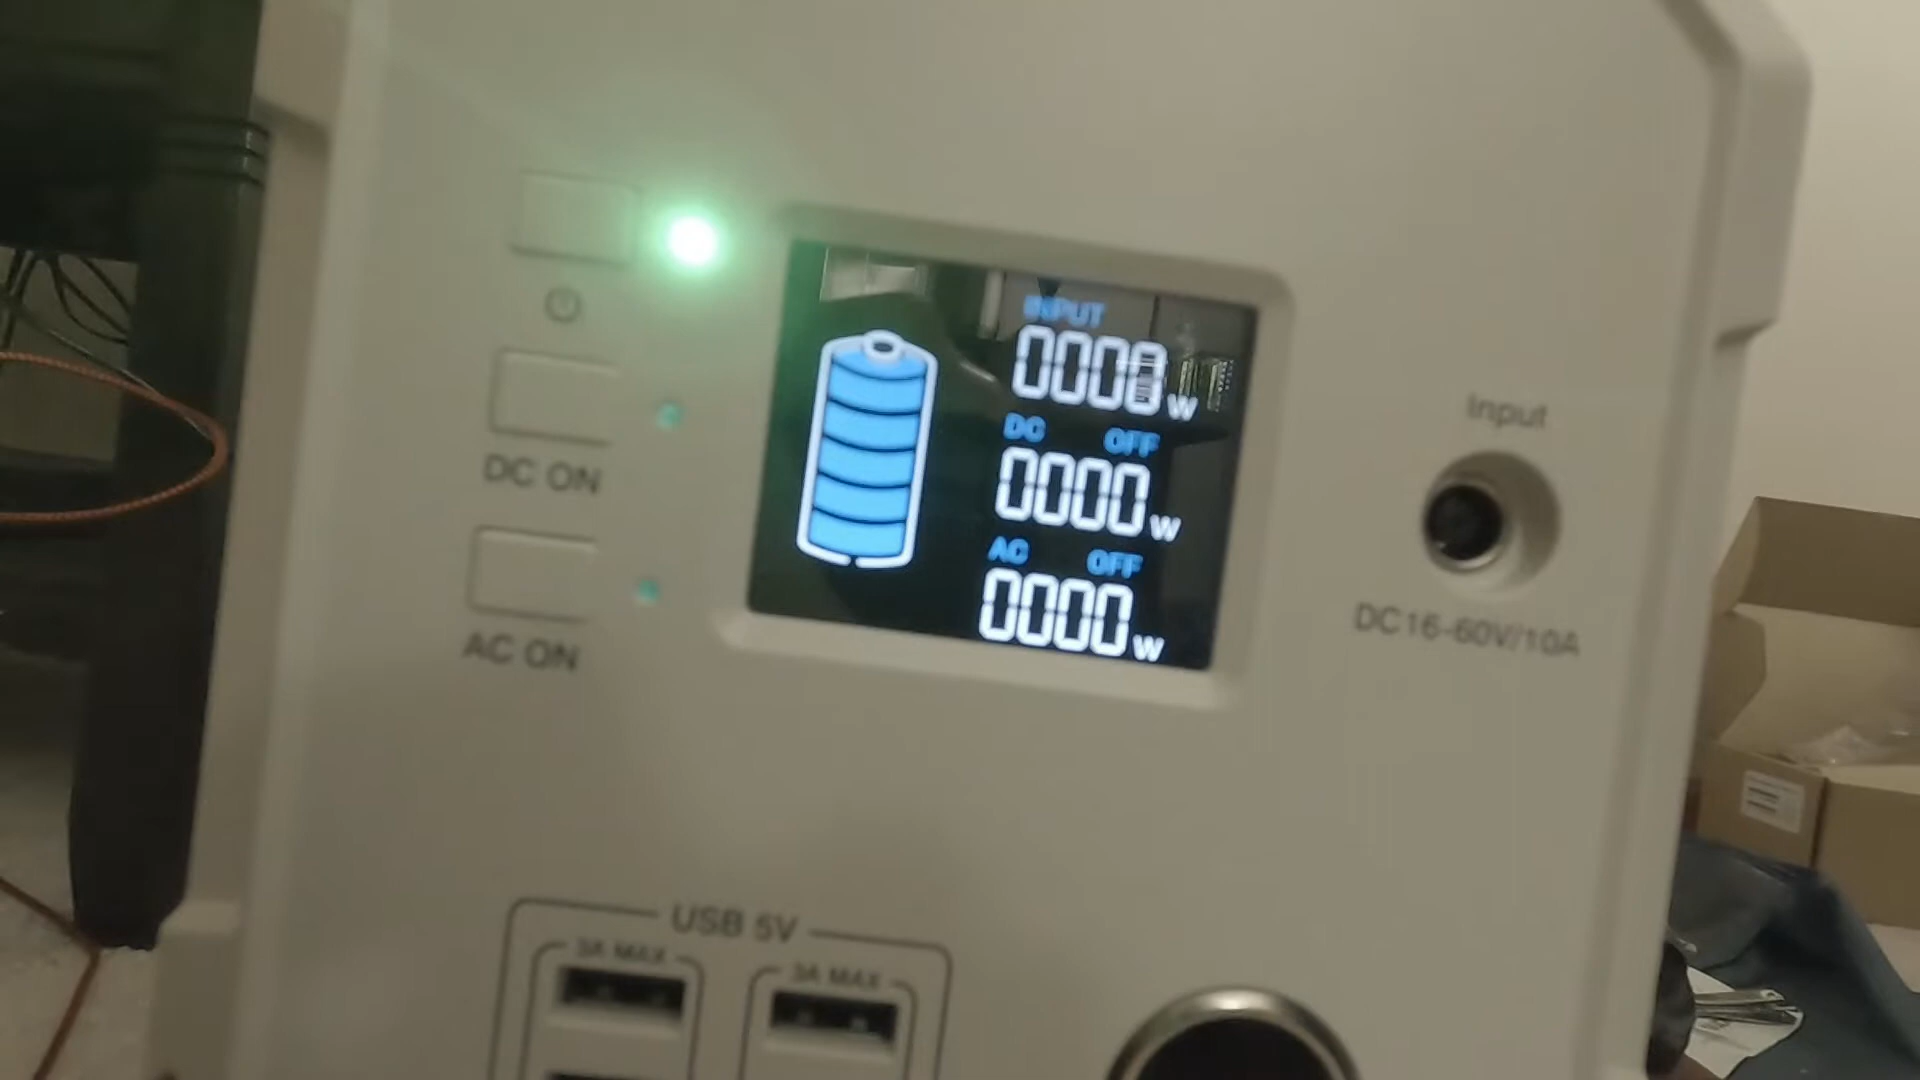 INPUT
0000 W
DC OFF
0000 W
AC OFF
0000 W
DC ON
AC ON
Input
DC16-60V/10A
USB 5V
3A MAX 3A MAX